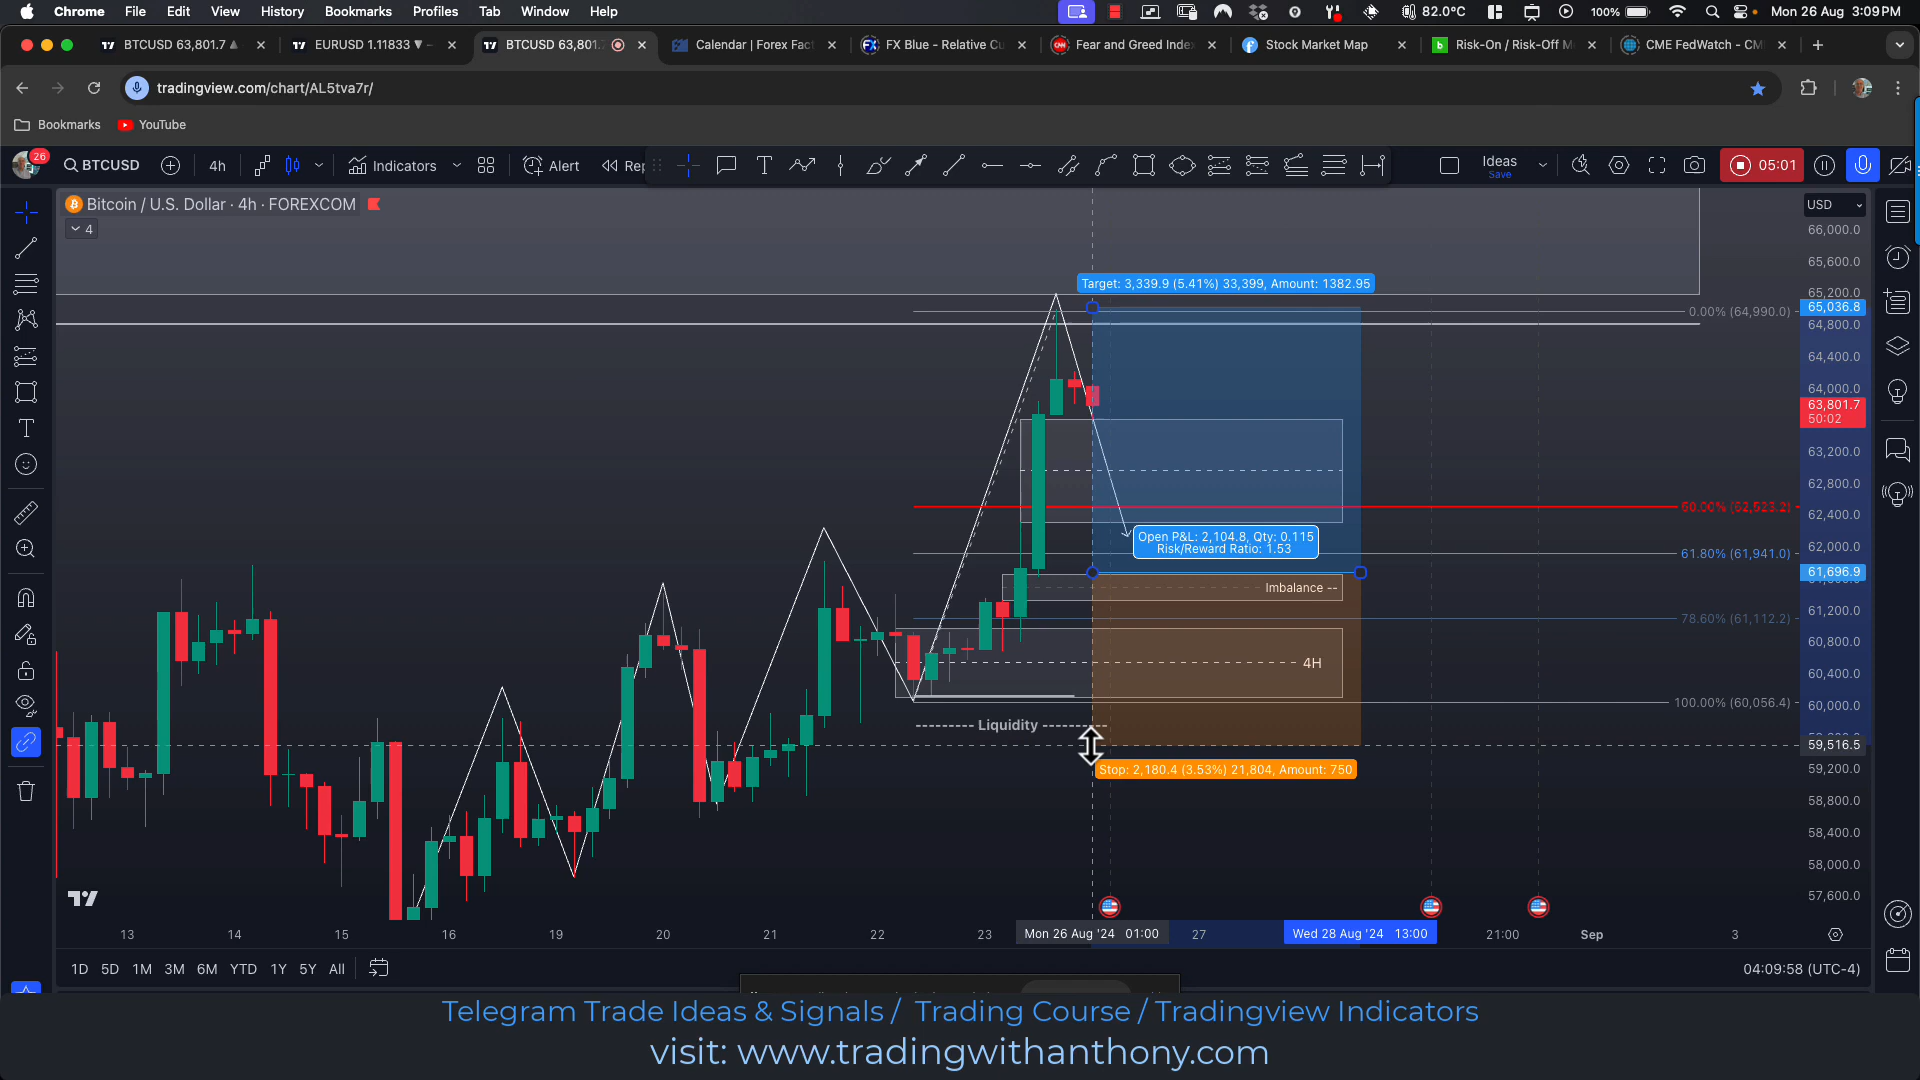 Chrome File Edit View History Bookmarks Profiles Tab Window Help 82.0°C 100% Mon 26 Aug 3:09 PM
BTCUSD 63,801.7 EURUSD 1.11833 BTCUSD 63,801. Calendar | Forex Fact FX Blue - Relative Cu Fear and Greed Index Stock Market Map Risk-On / Risk-Off M CME FedWatch - CM
tradingview.com/chart/AL5tva7r/
Bookmarks YouTube
26 BTCUSD 4h Indicators Alert Rep Ideas Save 05:01
Bitcoin / U.S. Dollar · 4h · FOREXCOM
USD
4
66,000.0
65,600.0
Target: 3,339.9 (5.41%) 33,399, Amount: 1382.95
65,200.0
65,036.8
0.00% (64,990.0)
64,800.0
64,400.0
64,000.0
63,801.7
50:02
63,200.0
62,800.0
62,400.0
Open P&L: 2,104.8, Qty: 0.115
Risk/Reward Ratio: 1.53
62,000.0
61.80% (61,941.0)
61,696.9
Imbalance --
61,200.0
78.60% (61,112.2)
60,800.0
4H
60,400.0
100.00% (60,056.4)
60,000.0
--------- Liquidity ---------
59,516.5
Stop: 2,180.4 (3.53%) 21,804, Amount: 750
59,200.0
58,800.0
58,400.0
58,000.0
57,600.0
13 14 15 16 19 20 21 22 23 Mon 26 Aug '24 01:00 27 Wed 28 Aug '24 13:00 21:00 Sep 3
1D 5D 1M 3M 6M YTD 1Y 5Y All 04:09:58 (UTC-4)
Telegram Trade Ideas & Signals / Trading Course / Tradingview Indicators
visit: www.tradingwithanthony.com